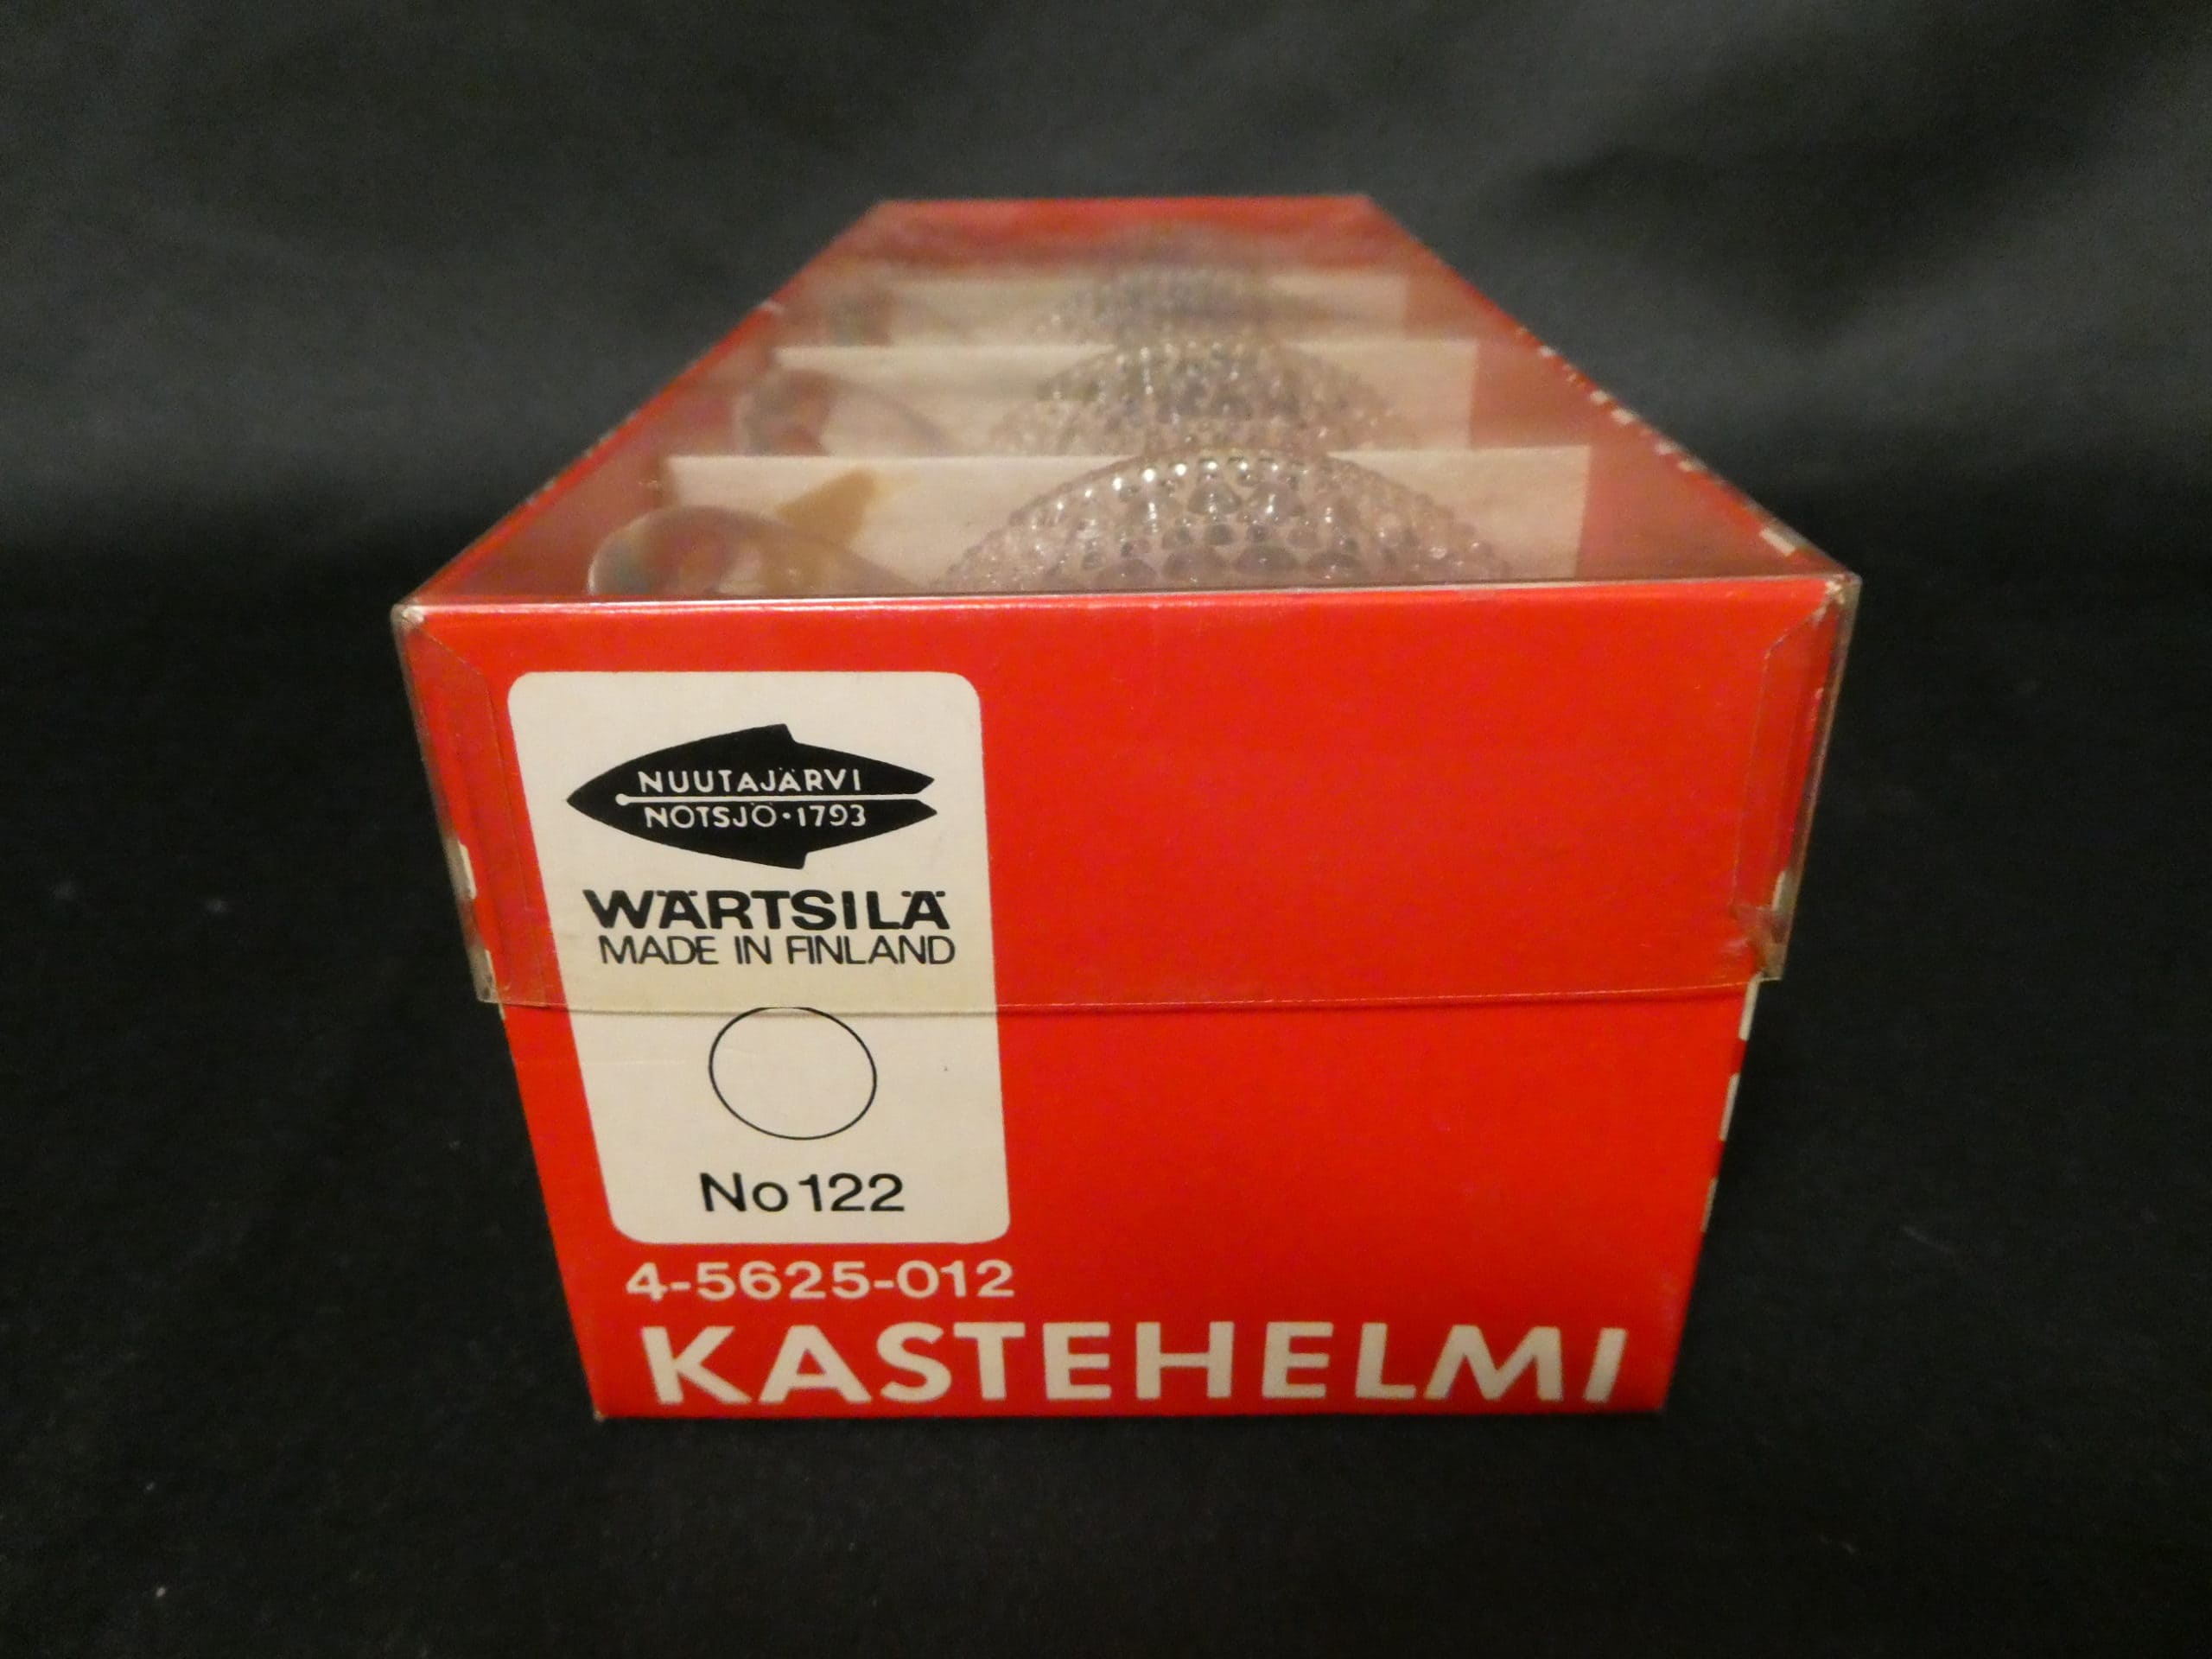 NUUTAJÄRVI
NOTSJÖ•1793
WÄRTSILÄ
MADE IN FINLAND
No 122
4-5625-012
KASTEHELMI